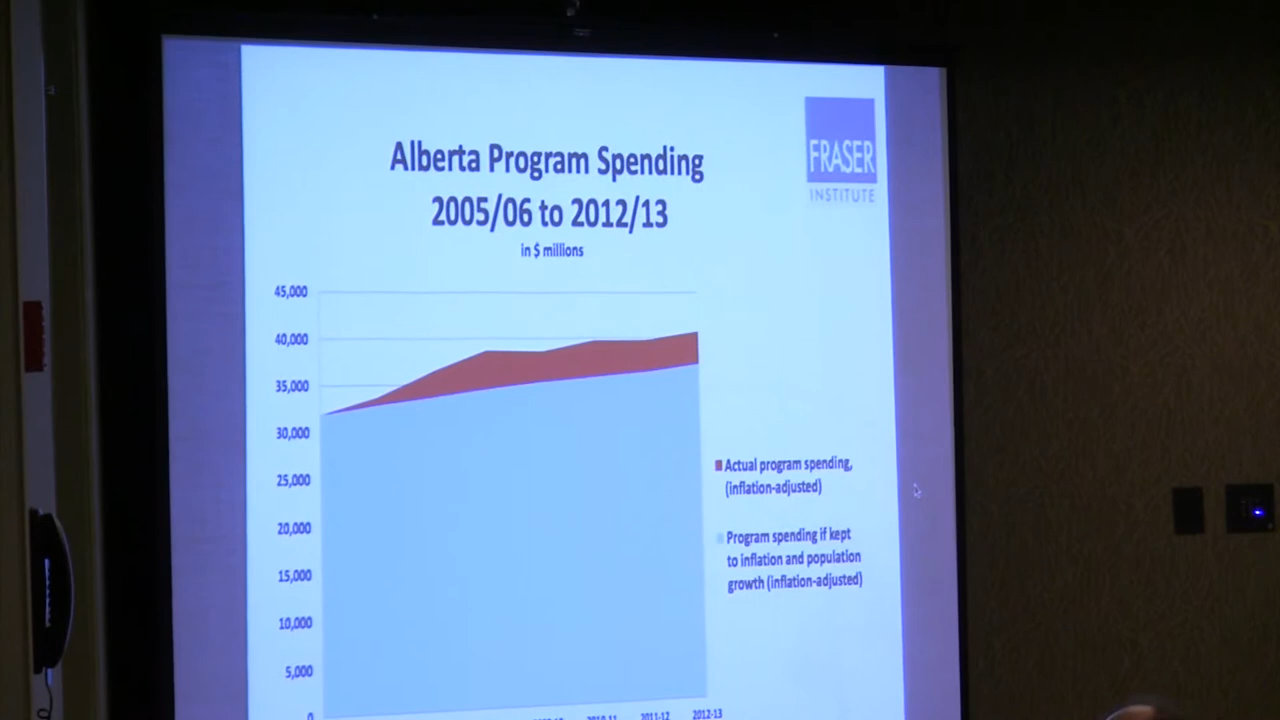 Alberta Program Spending
2005/06 to 2012/13
in $ millions
FRASER
INSTITUTE
45,000
40,000
35,000
30,000
25,000
20,000
15,000
10,000
5,000
0
2010-11 2011-12 2012-13
Actual program spending,
(inflation-adjusted)
Program spending if kept
to inflation and population
growth (inflation-adjusted)